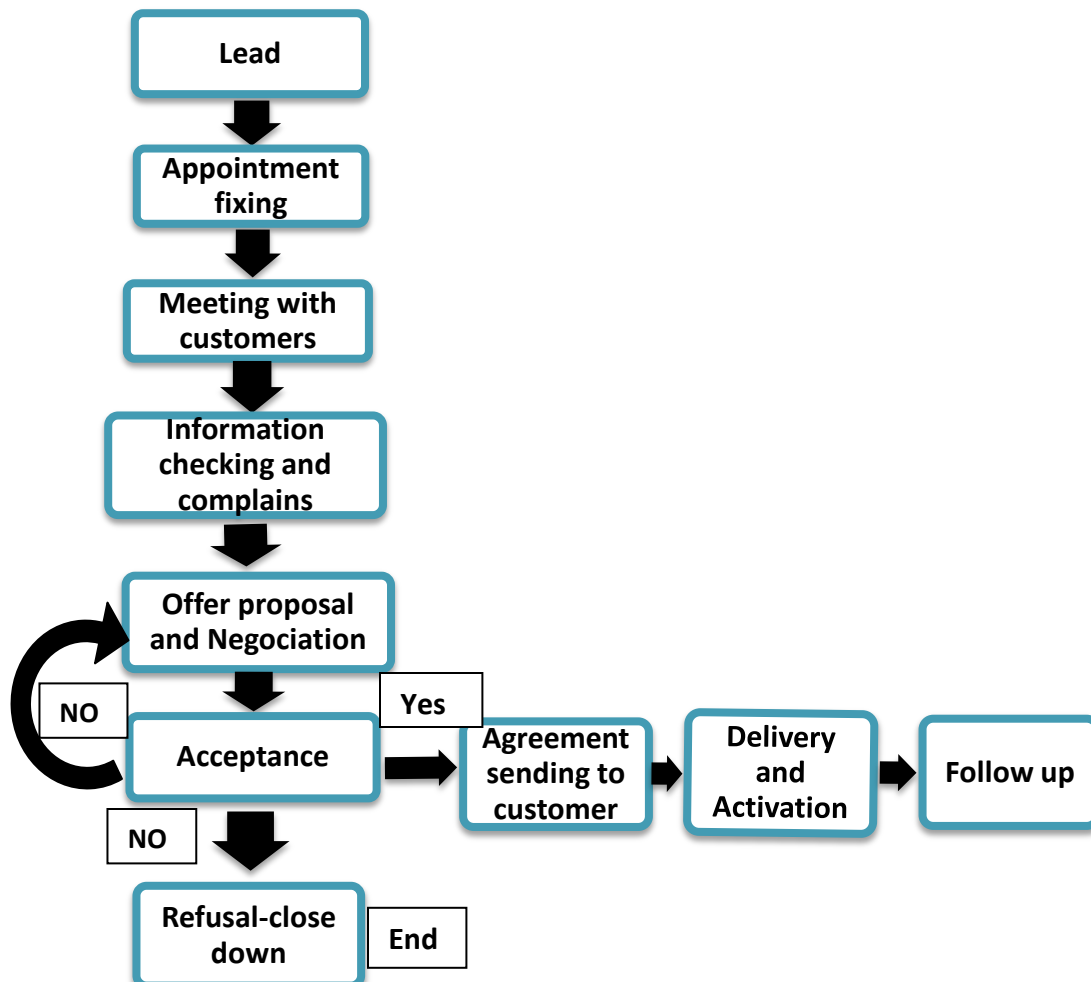 Lead
Appointment
fixing
Meeting with
customers
Information
checking and
complains
Offer proposal
and Negociation
NO
Yes
Acceptance
Agreement
sending to
customer
Delivery
and
Activation
Follow up
NO
Refusal-close
down
End